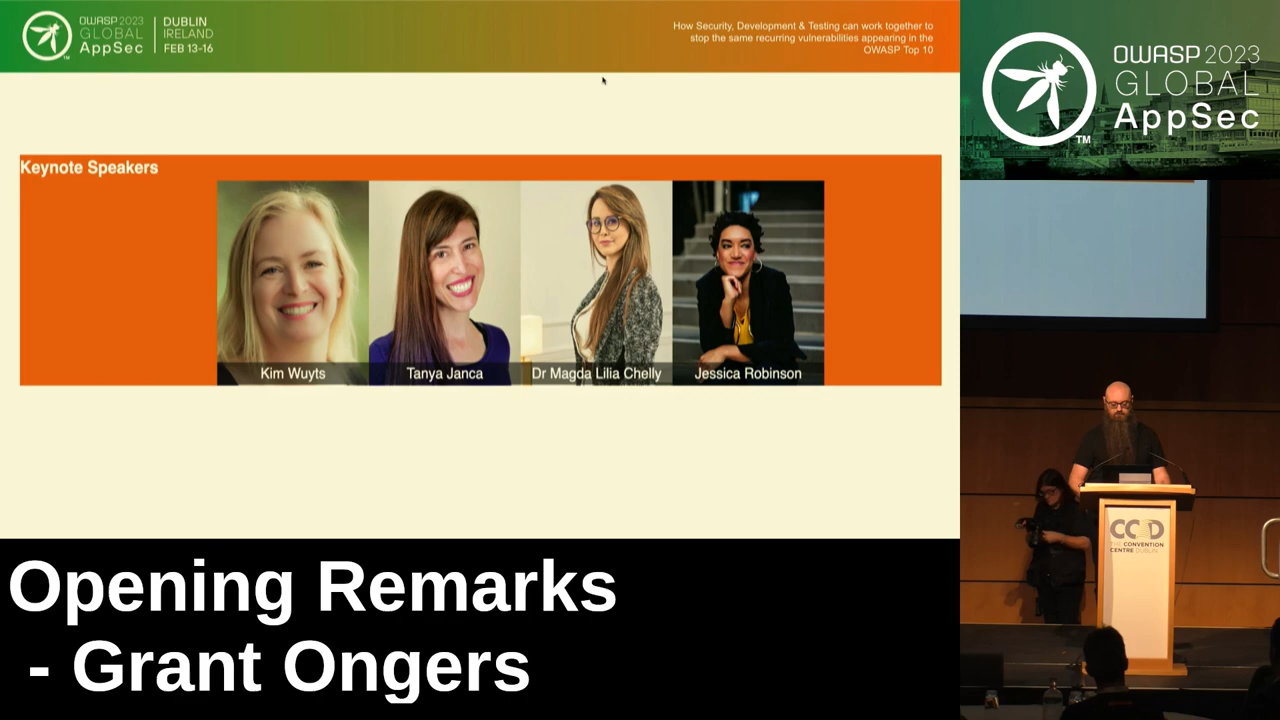 OWASP 2023
GLOBAL
AppSec
DUBLIN
IRELAND
FEB 13-16
TM
How Security, Development & Testing can work together to
stop the same recurring vulnerabilities appearing in the
OWASP Top 10
Keynote Speakers
Kim Wuyts
Tanya Janca
Dr Magda Lilia Chelly
Jessica Robinson
Opening Remarks
- Grant Ongers
OWASP 2023
GLOBAL
AppSec
TM
CCD
THE CONVENTION
CENTRE DUBLIN